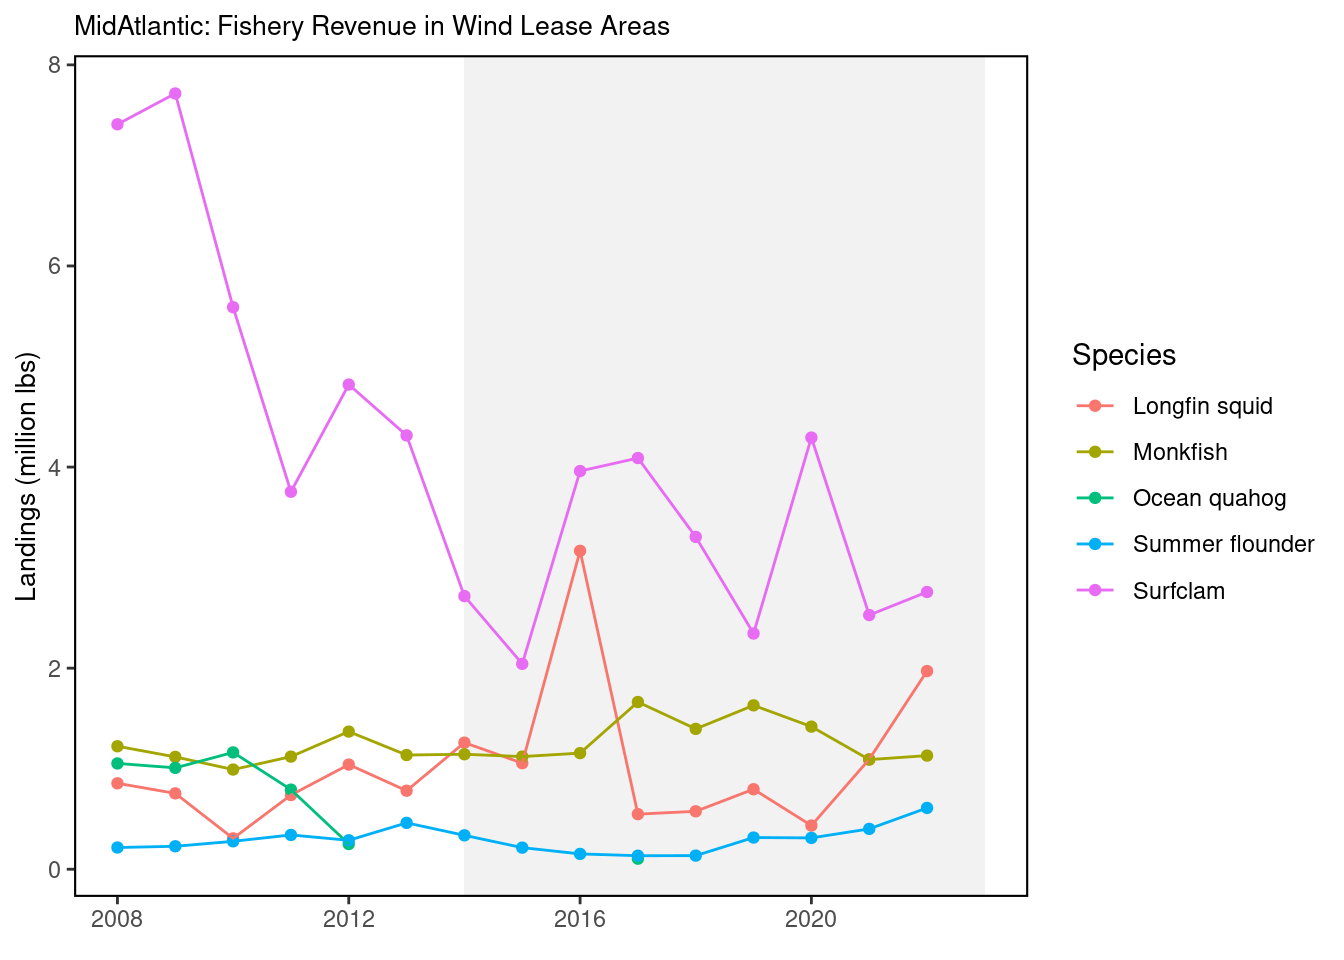 MidAtlantic: Fishery Revenue in Wind Lease Areas
8
6
4
2
0
Landings (million lbs)
2008
2012
2016
2020
Species
Longfin squid
Monkfish
Ocean quahog
Summer flounder
Surfclam